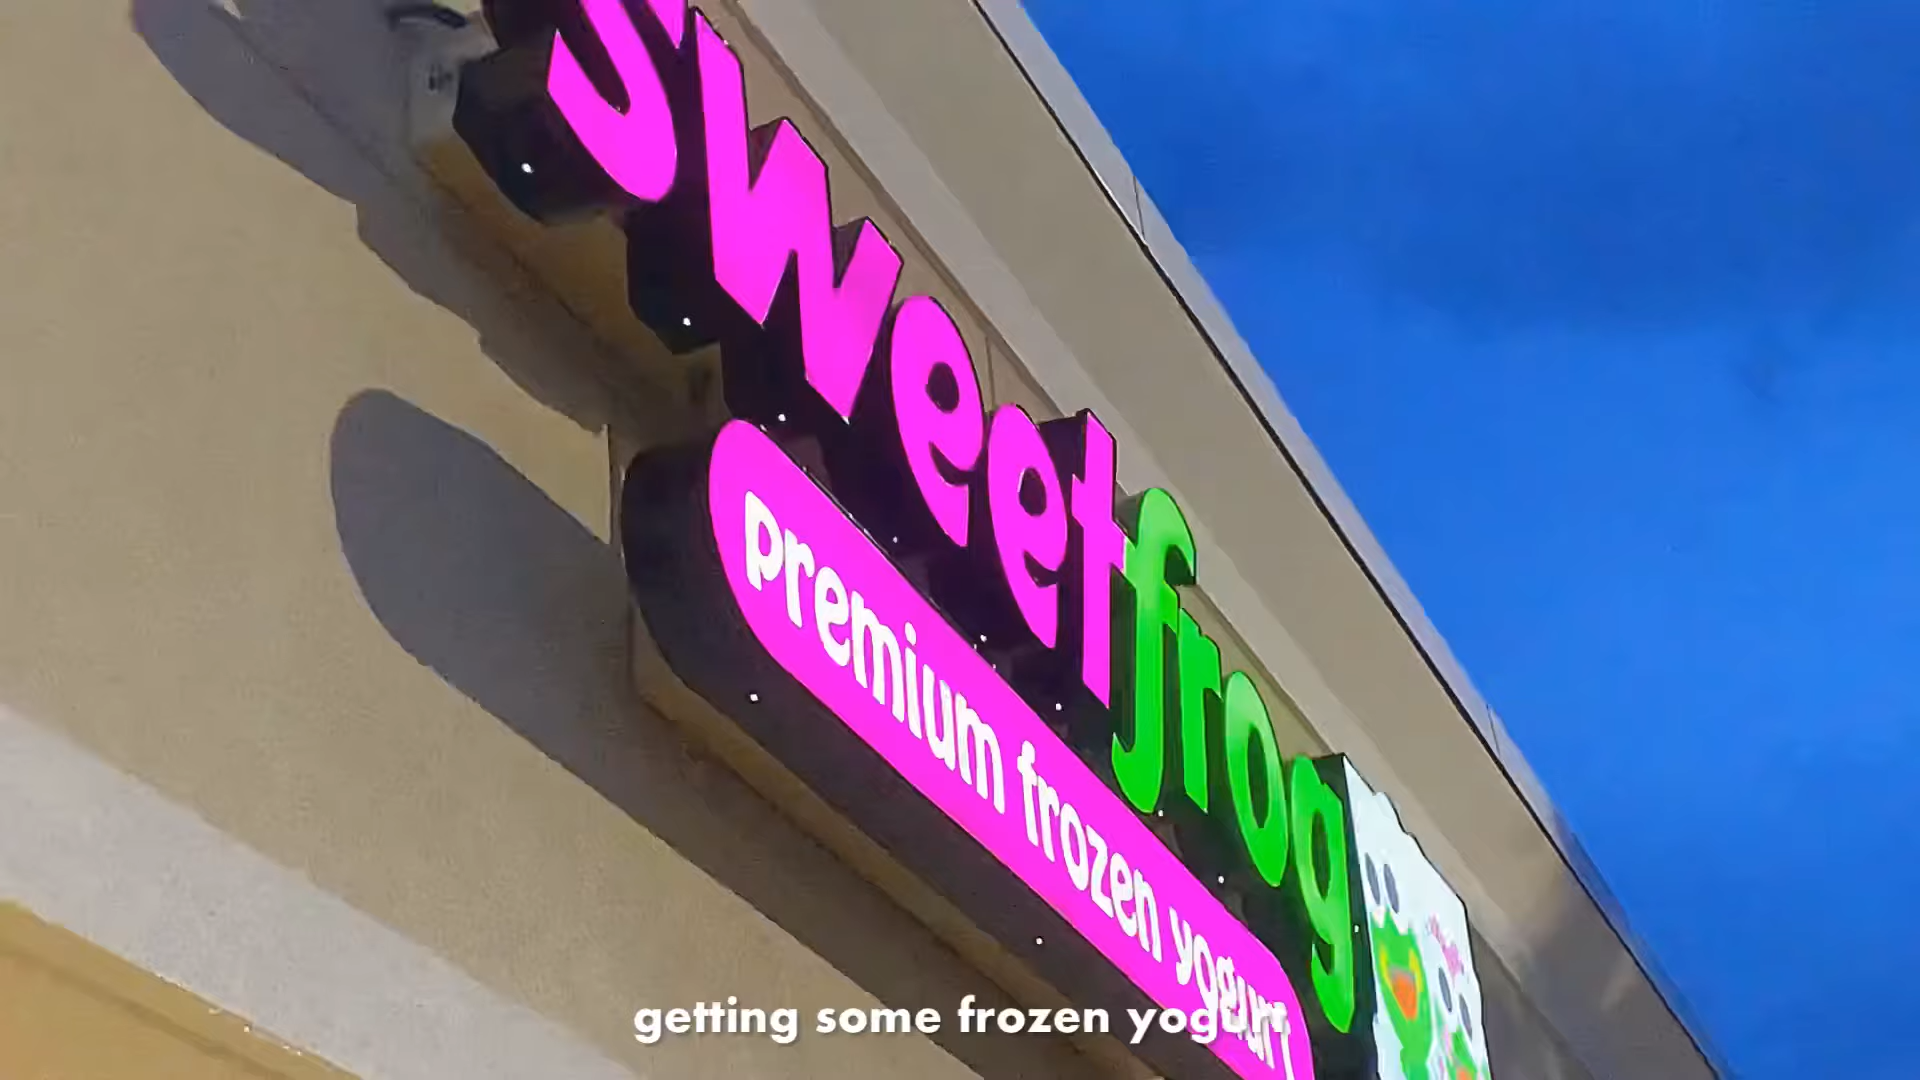 sweetfrog
premium frozen yogurt
getting some frozen yogurt